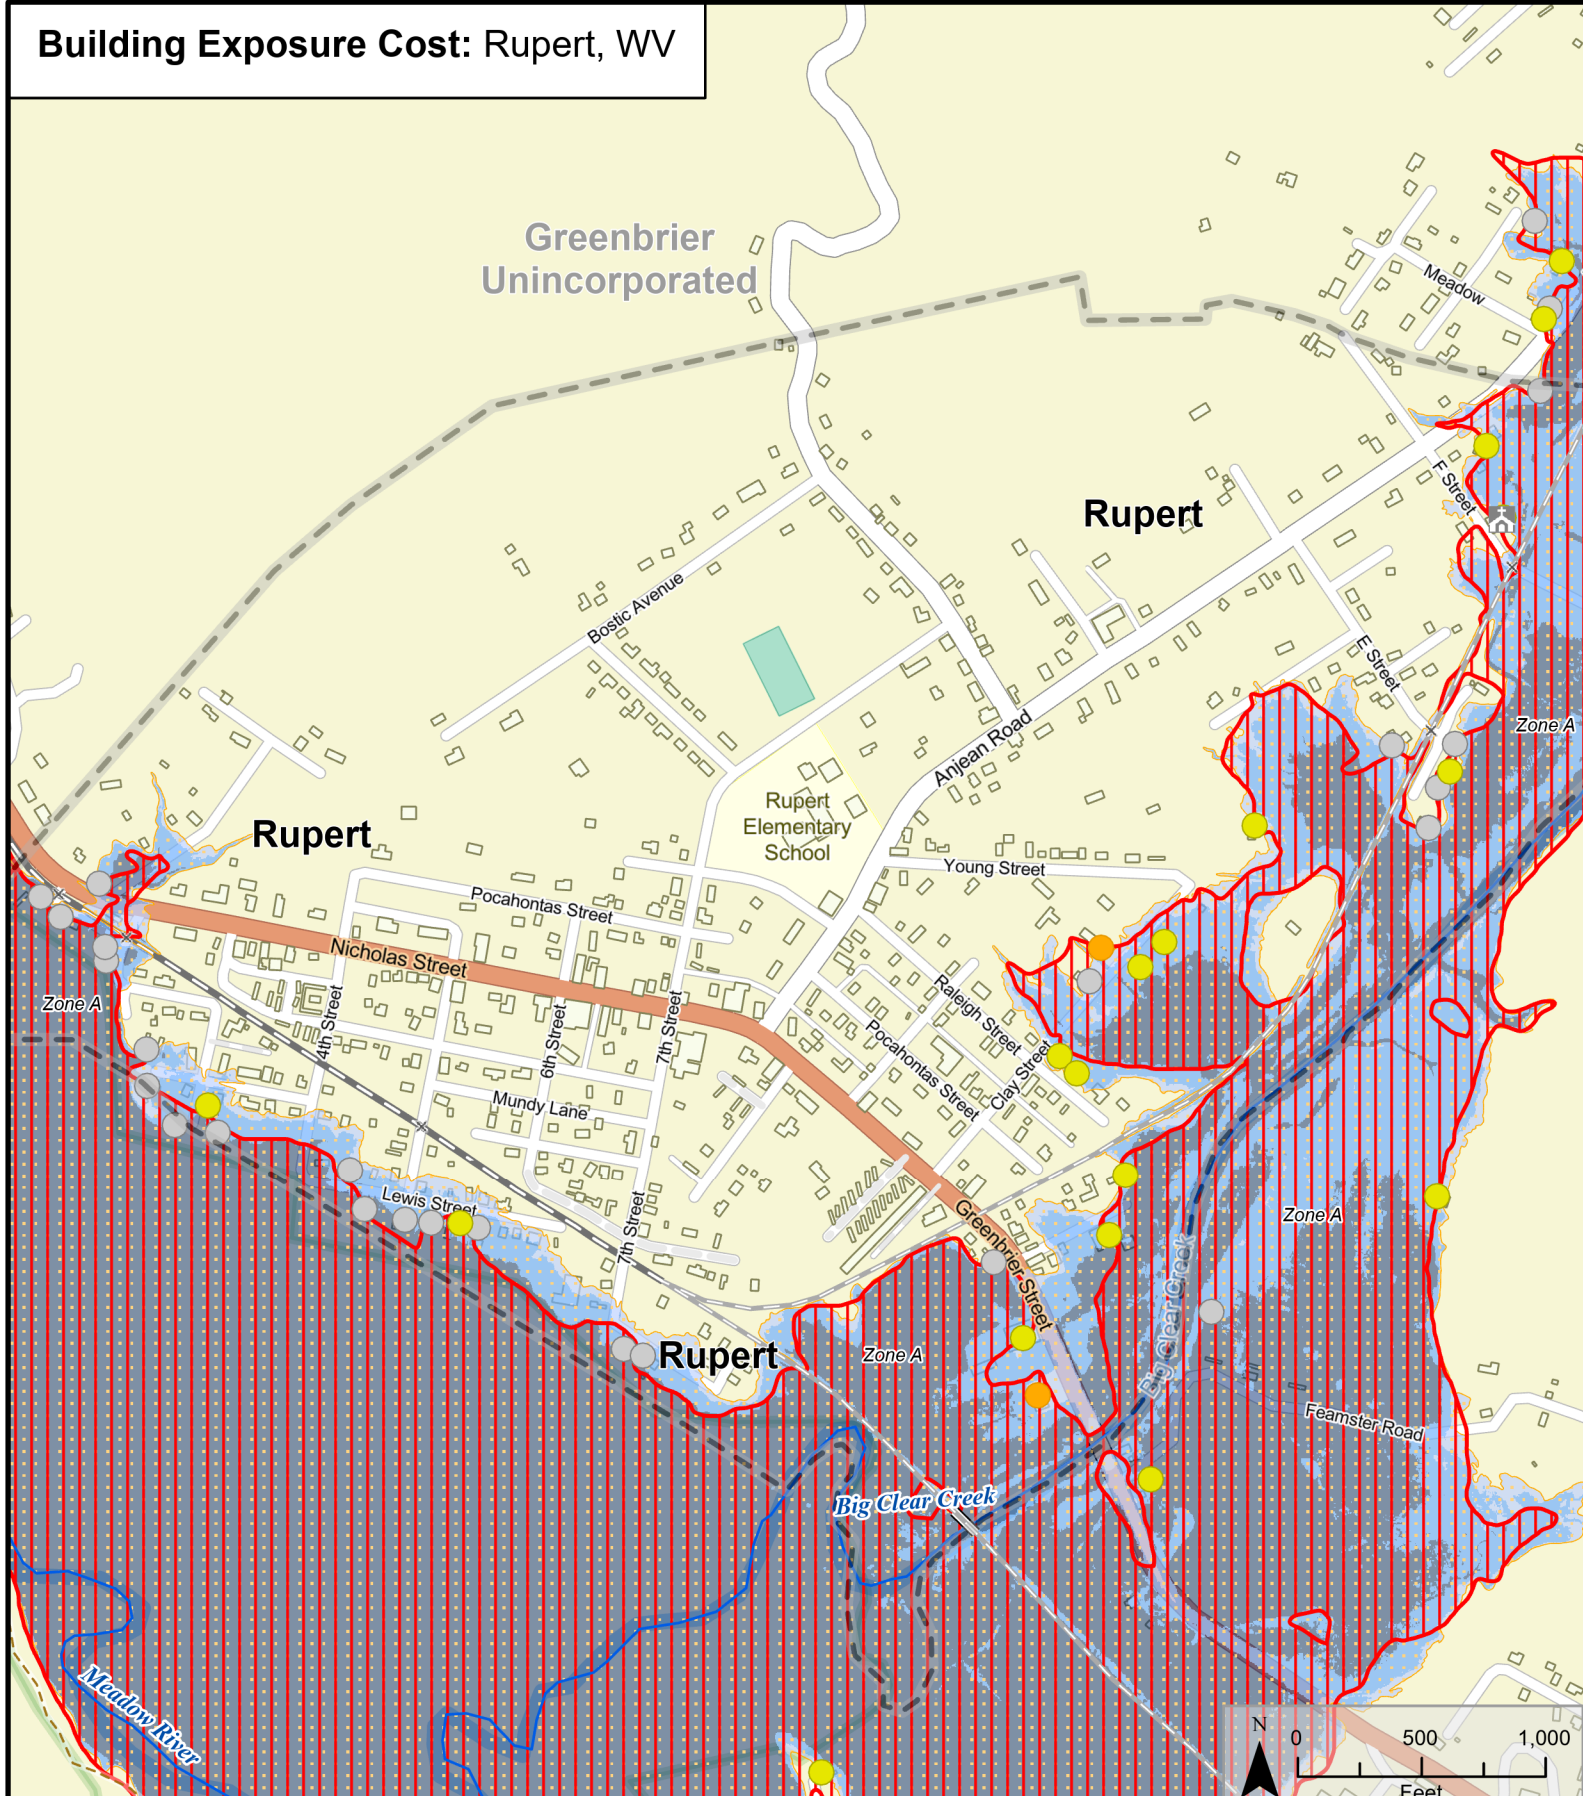 Building Exposure Cost: Rupert, WV
Greenbrier
Unincorporated
Meadow
Rupert
F Street
Bostic Avenue
E Street
Zone A
Anjean Road
Rupert
Elementary
School
Rupert
Young Street
Pocahontas Street
Nicholas Street
Raleigh Street
Zone A
4th Street
6th Street
7th Street
Pocahontas Street
Clay Street
Mundy Lane
Lewis Street
7th Street
Greenbrier Street
Zone A
Big Clear Creek
Rupert
Zone A
Feamster Road
Big Clear Creek
Meadow River
N
0 500 1,000
Feet